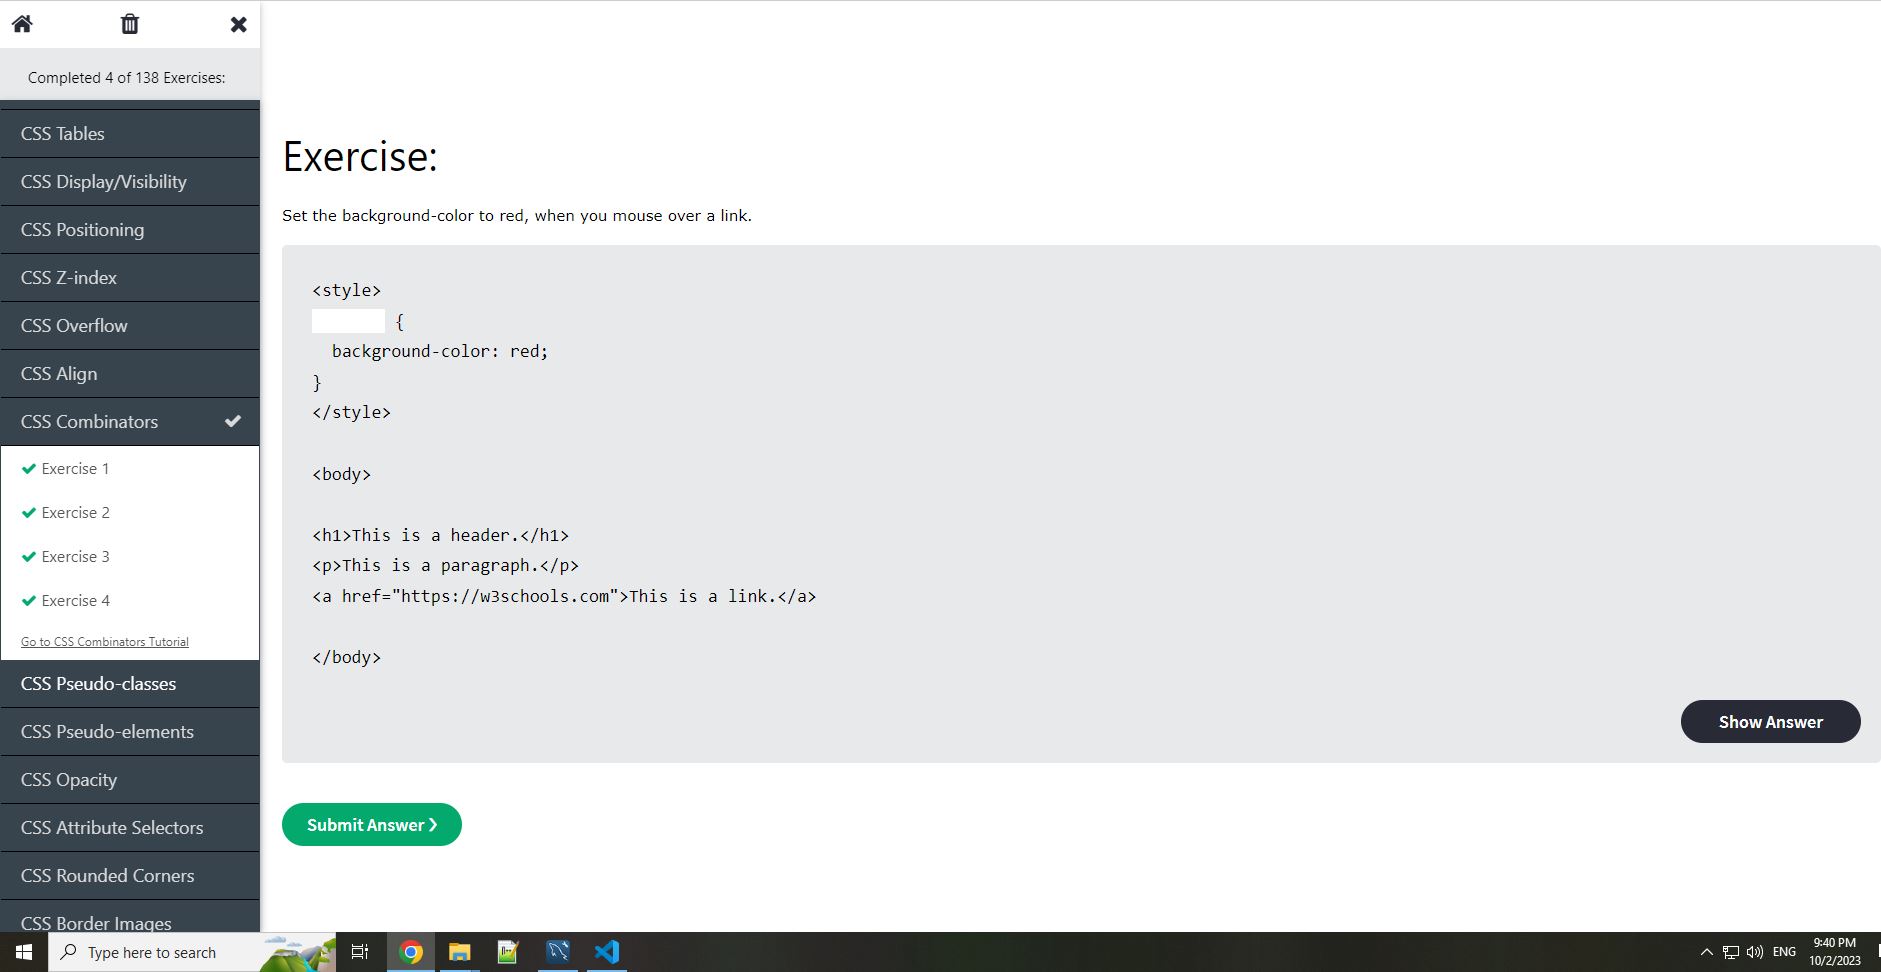 Completed 4 of 138 Exercises:
CSS Tables
CSS Display/Visibility
CSS Positioning
CSS Z-index
CSS Overflow
CSS Align
CSS Combinators
Exercise 1
Exercise 2
Exercise 3
Exercise 4
Go to CSS Combinators Tutorial
CSS Pseudo-classes
CSS Pseudo-elements
CSS Opacity
CSS Attribute Selectors
CSS Rounded Corners
CSS Border Images
Exercise:
Set the background-color to red, when you mouse over a link.
<style>
{
background-color: red;
}
</style>
<body>
<h1>This is a header.</h1>
<p>This is a paragraph.</p>
<a href="https://w3schools.com">This is a link.</a>
</body>
Show Answer
Submit Answer ❯
Type here to search
ENG
9:40 PM
10/2/2023